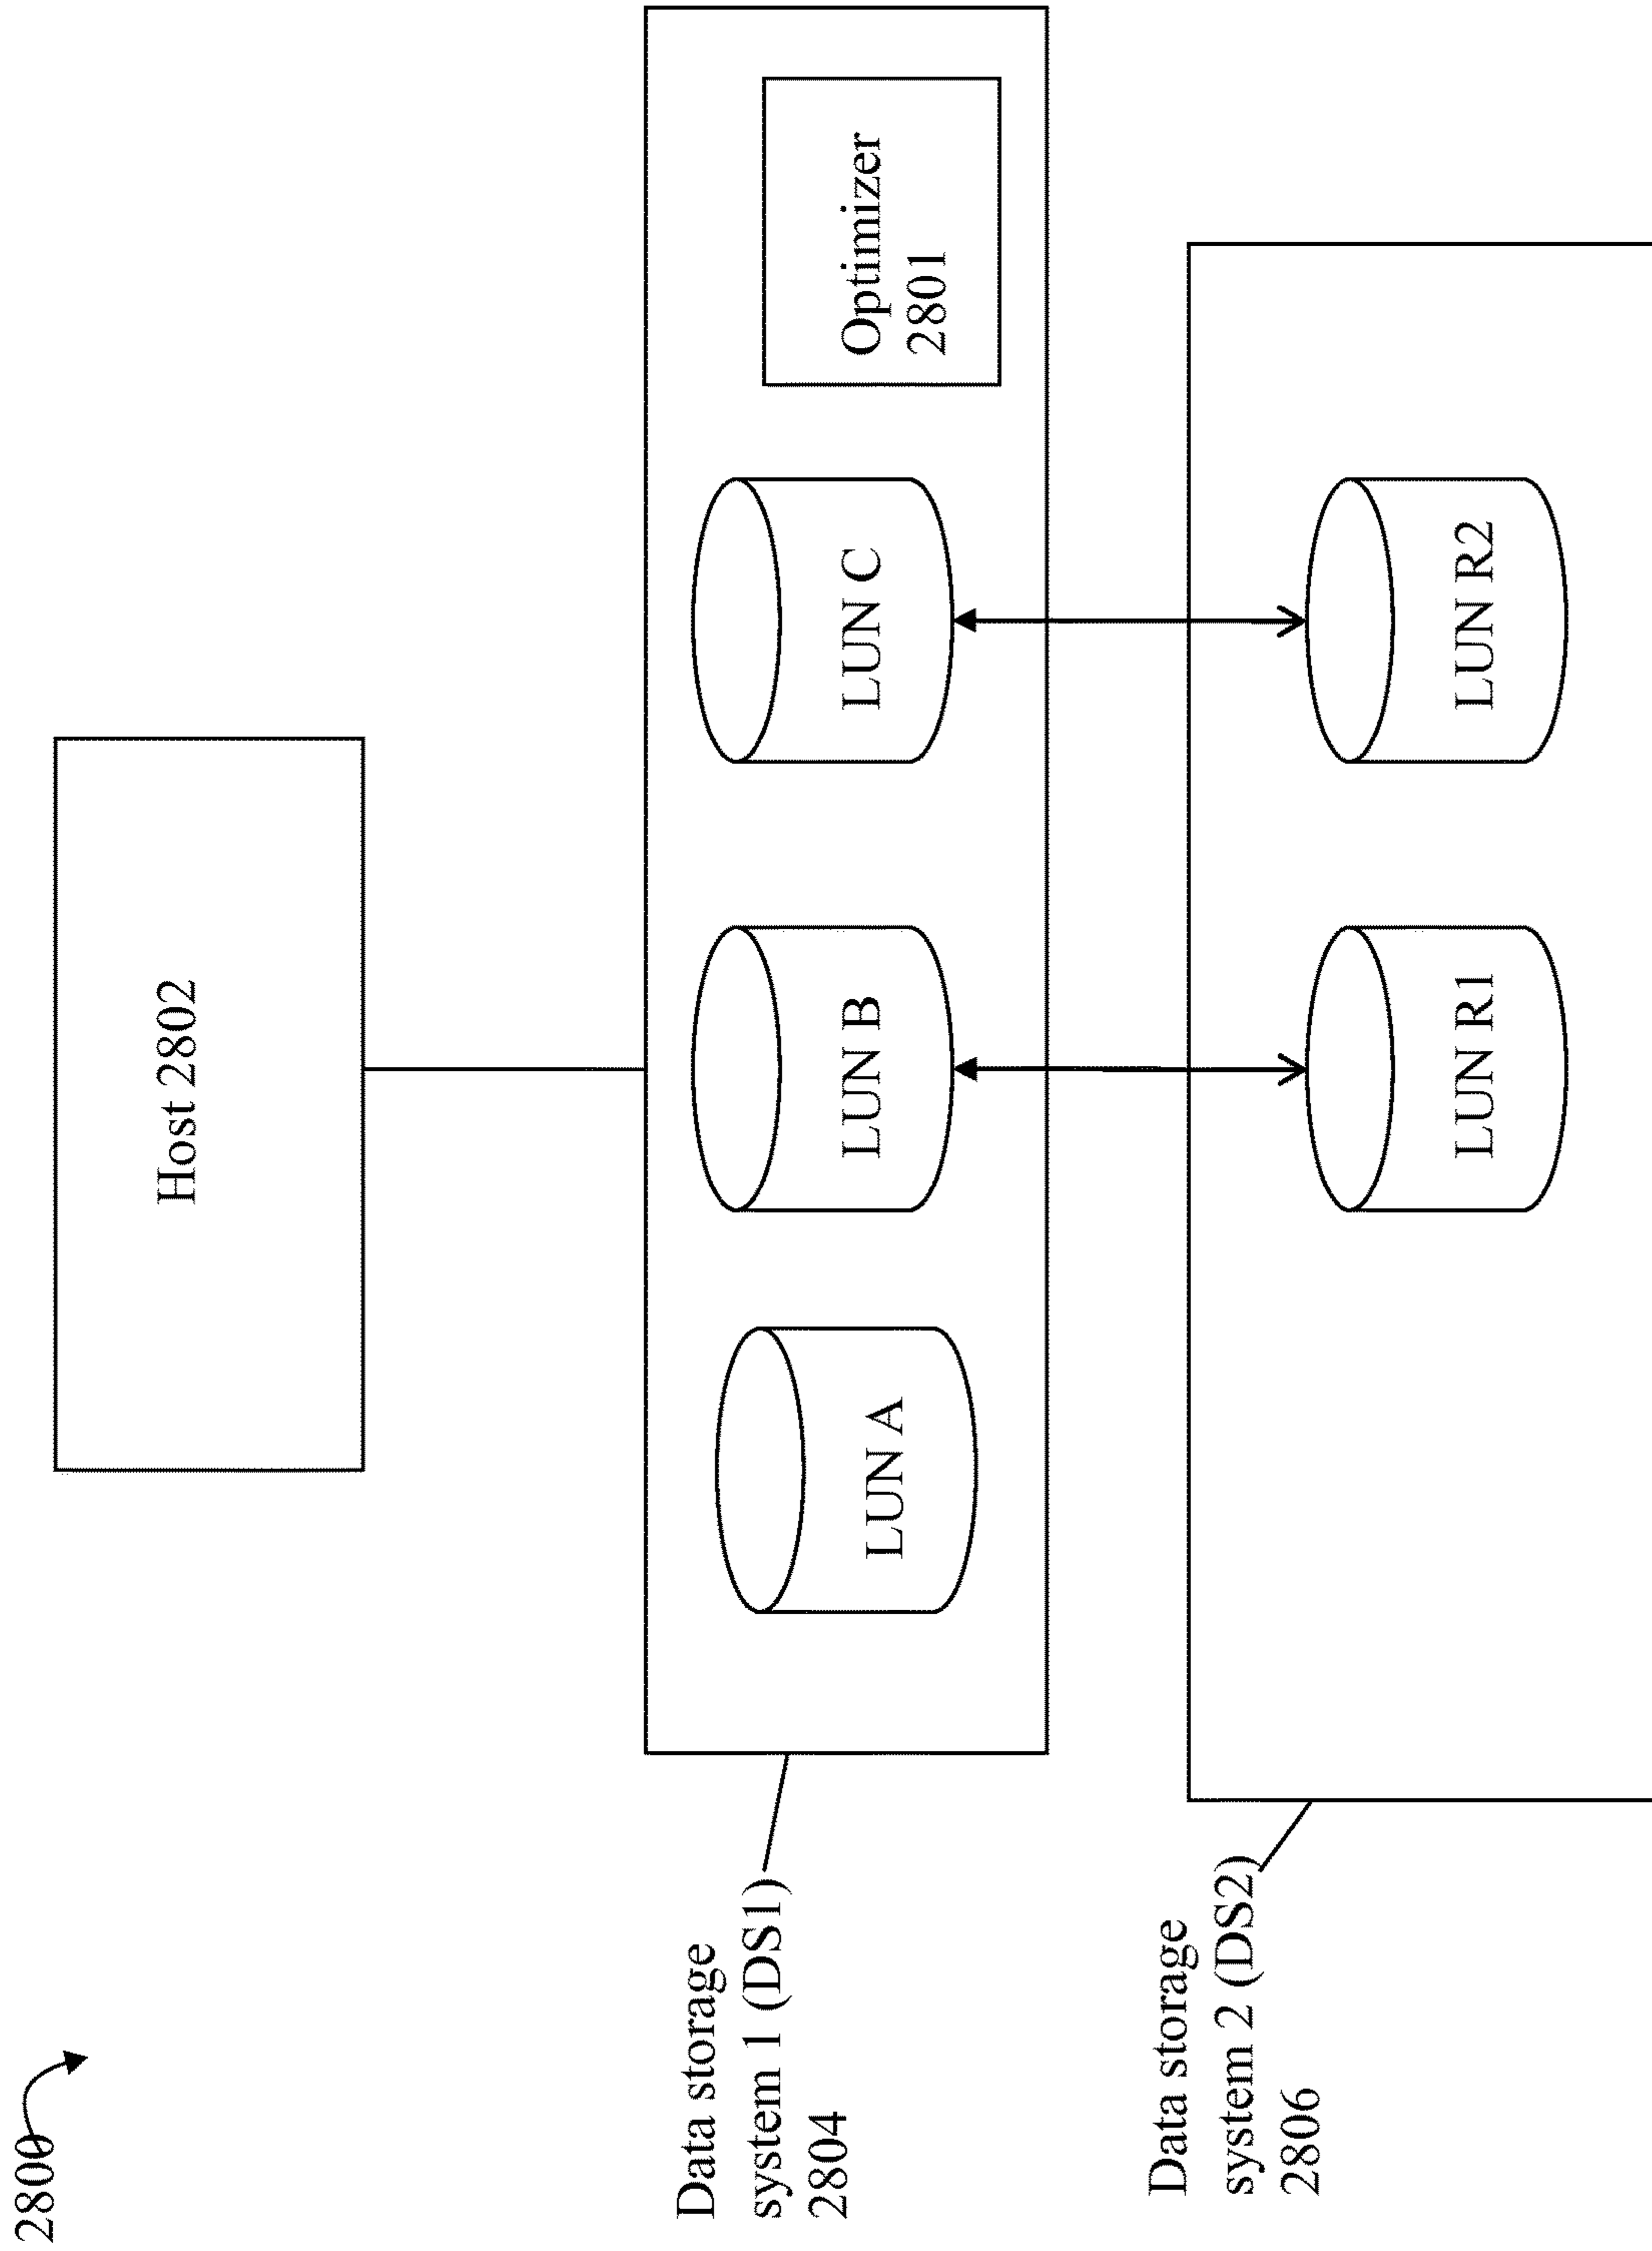 2800
Host 2802
Data storage
system 1 (DS1)
2804
LUN A
LUN B
LUN C
Optimizer
2801
Data storage
system 2 (DS2)
2806
LUN R1
LUN R2